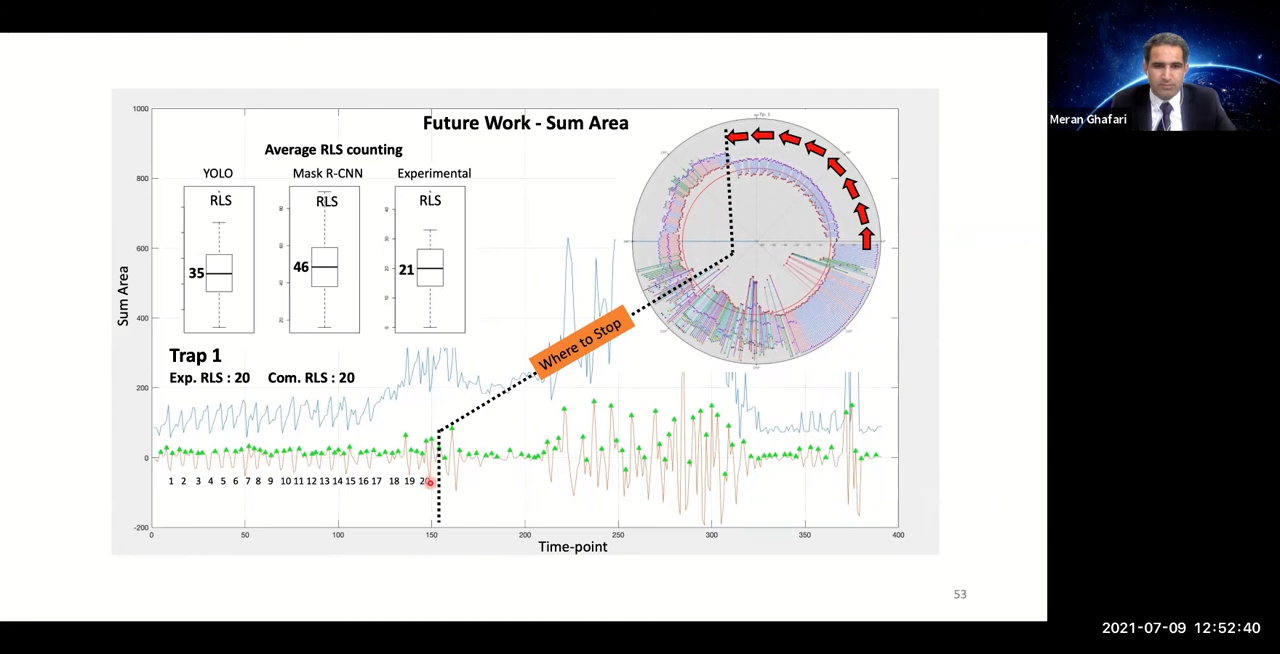 Future Work - Sum Area
Average RLS counting
YOLO Mask R-CNN Experimental
RLS RLS RLS
35 46 21
Trap 1
Exp. RLS : 20 Com. RLS : 20
Where to Stop
Sum Area
1000
800
600
400
200
0
-200
1 2 3 4 5 6 7 8 9 10 11 12 13 14 15 16 17 18 19
0 50 100 150 200 250 300 350 400
Time-point
53
Meran Ghafari
2021-07-09 12:52:40